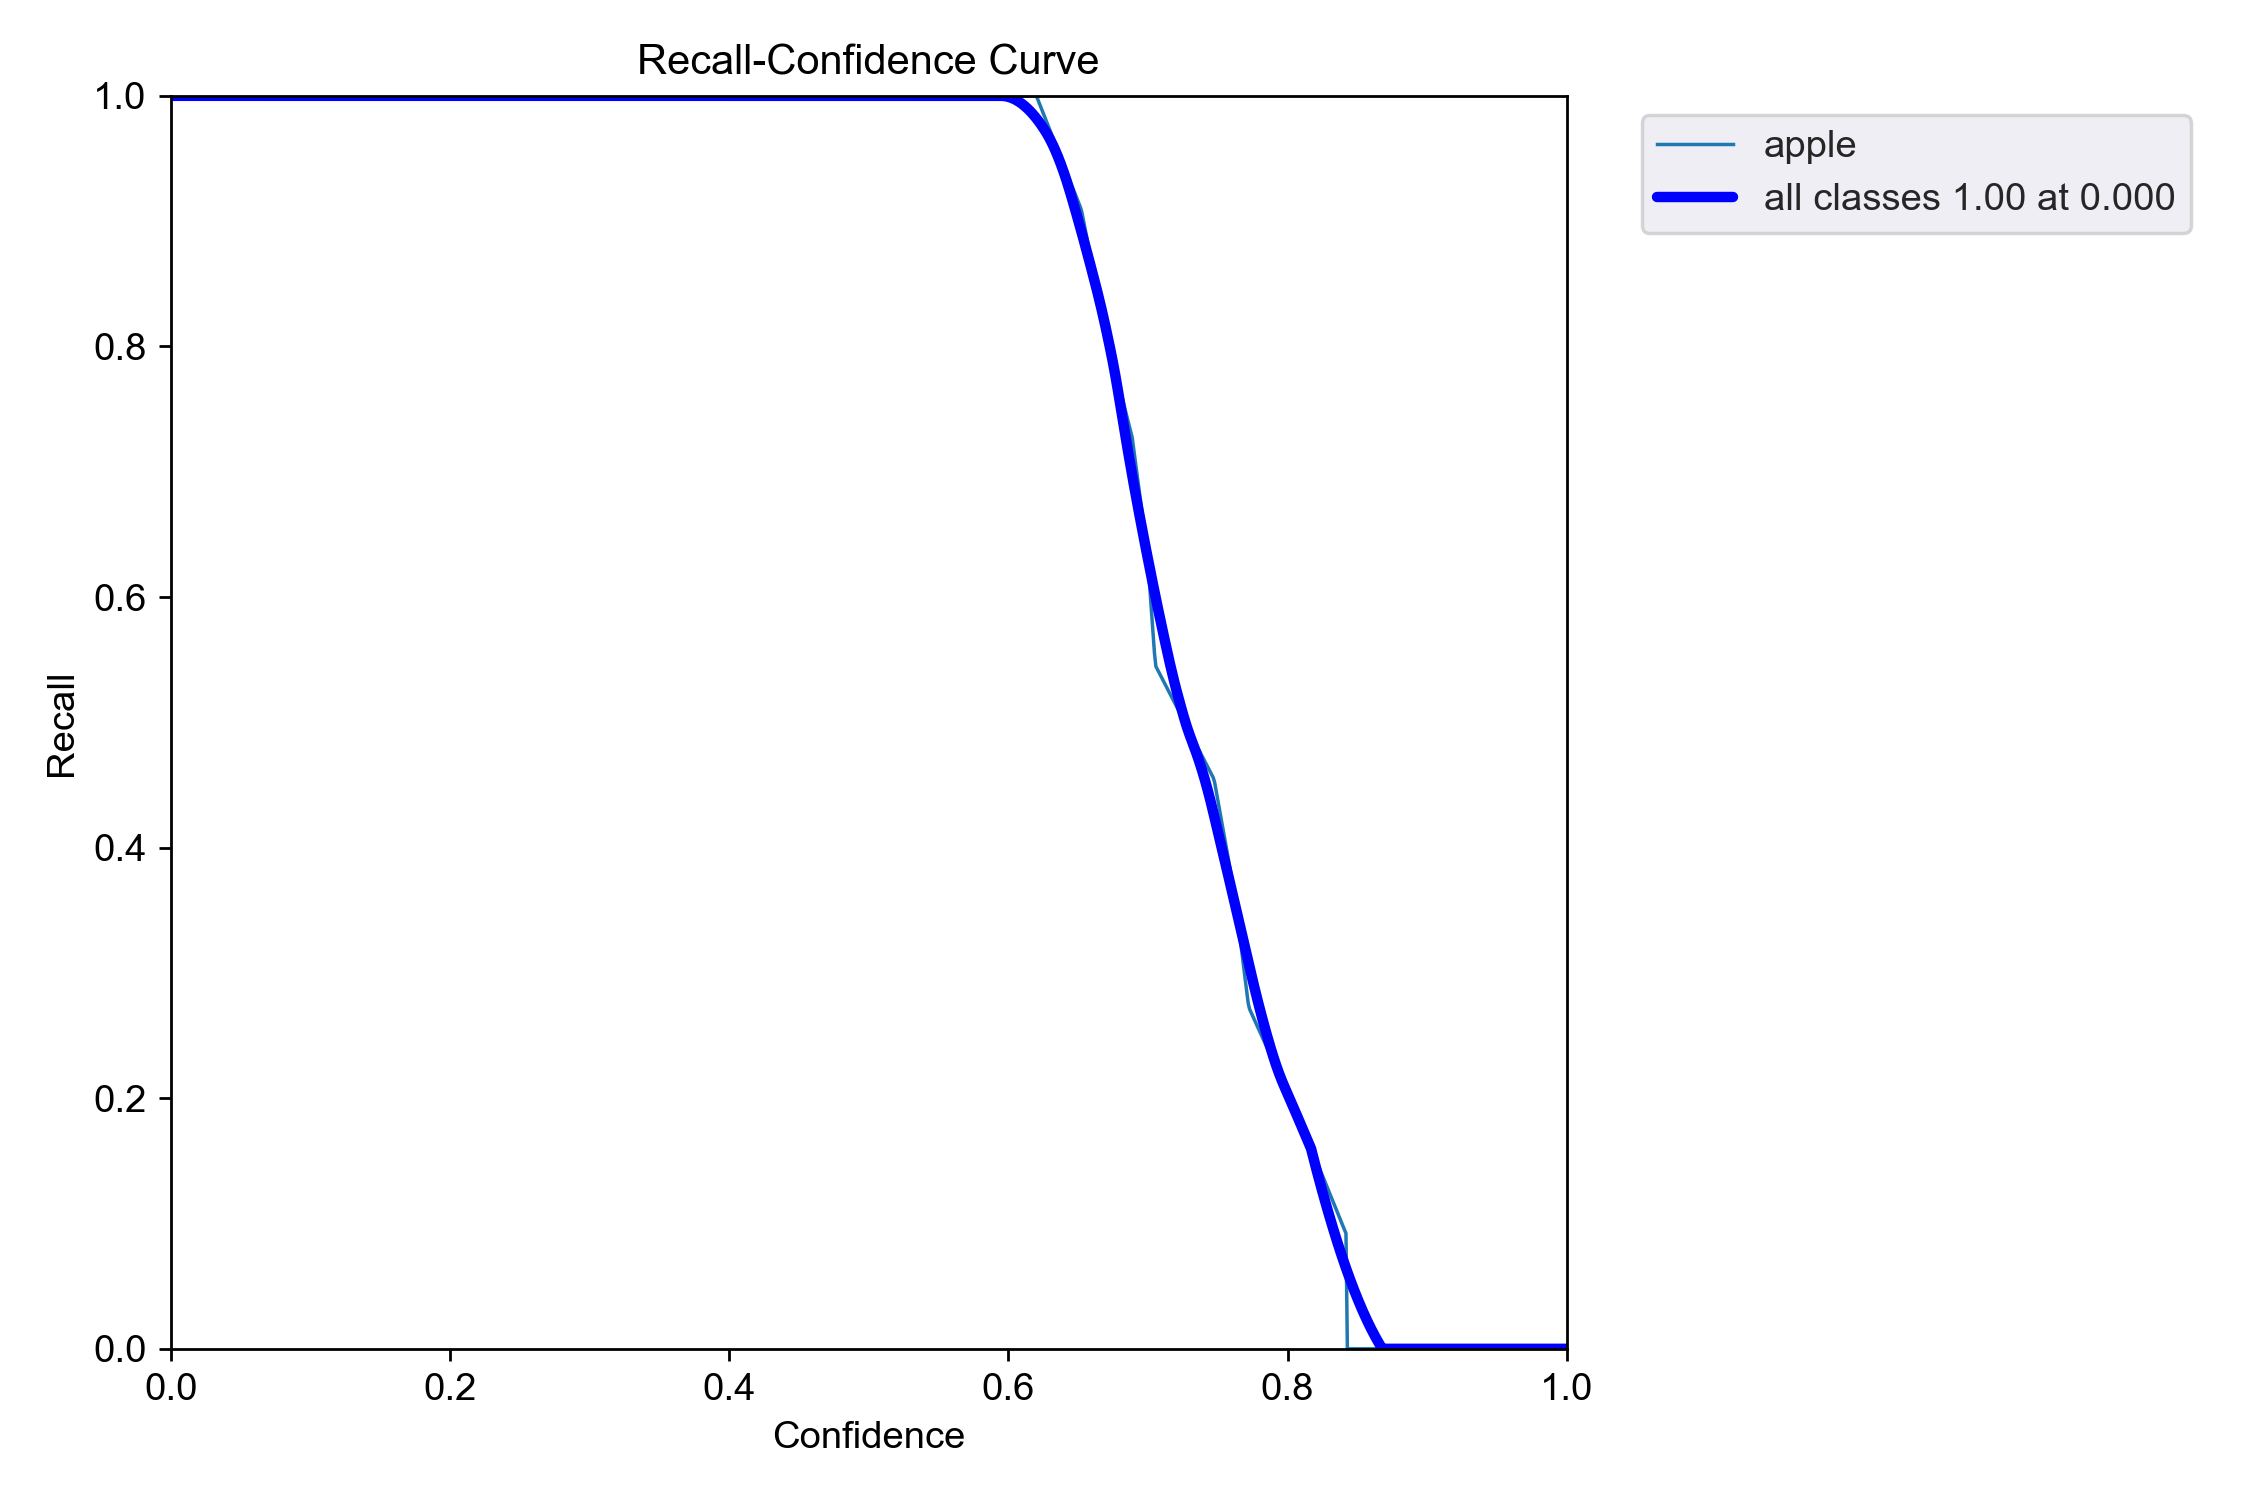 Recall-Confidence Curve
1.0
0.8
0.6
0.4
0.2
0.0
Recall
0.0 0.2 0.4 0.6 0.8 1.0
Confidence
apple
all classes 1.00 at 0.000